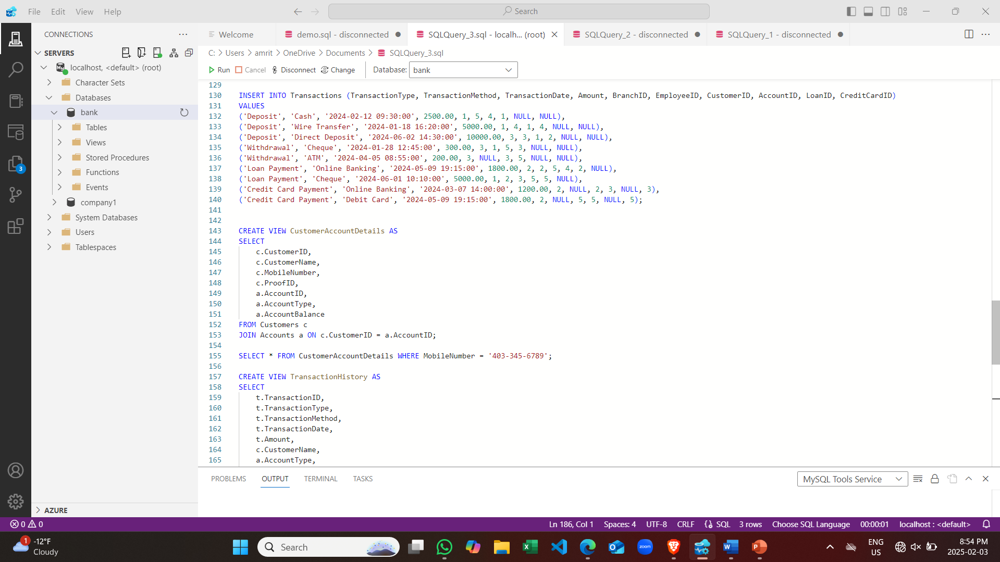 File Edit View Help
Search
CONNECTIONS
Welcome
demo.sql - disconnected
SQLQuery_3.sql - localh... (root)
SQLQuery_2 - disconnected
SQLQuery_1 - disconnected
SERVERS
C: > Users > amrit > OneDrive > Documents > SQLQuery_3.sql
Run Cancel Disconnect Change Database: bank
localhost, <default> (root)
Character Sets
Databases
bank
Tables
Views
Stored Procedures
Functions
Events
company1
System Databases
Users
Tablespaces
AZURE
129
130 INSERT INTO Transactions (TransactionType, TransactionMethod, TransactionDate, Amount, BranchID, EmployeeID, CustomerID, AccountID, LoanID, CreditCardID)
131 VALUES
132 ('Deposit', 'Cash', '2024-02-12 09:30:00', 2500.00, 1, 5, 4, 1, NULL, NULL),
133 ('Deposit', 'Wire Transfer', '2024-01-18 16:20:00', 5000.00, 1, 4, 1, 4, NULL, NULL),
134 ('Deposit', 'Direct Deposit', '2024-06-02 14:30:00', 10000.00, 3, 3, 1, 2, NULL, NULL),
135 ('Withdrawal', 'Cheque', '2024-01-28 12:45:00', 300.00, 3, 1, 5, 3, NULL, NULL),
136 ('Withdrawal', 'ATM', '2024-04-05 08:55:00', 200.00, 3, NULL, 3, 5, NULL, NULL),
137 ('Loan Payment', 'Online Banking', '2024-05-09 19:15:00', 1800.00, 2, 2, 5, 4, 2, NULL),
138 ('Loan Payment', 'Cheque', '2024-06-01 10:10:00', 5000.00, 1, 2, 3, 5, 5, NULL),
139 ('Credit Card Payment', 'Online Banking', '2024-03-07 14:00:00', 1200.00, 2, NULL, 2, 3, NULL, 3),
140 ('Credit Card Payment', 'Debit Card', '2024-05-09 19:15:00', 1800.00, 2, NULL, 5, 5, NULL, 5);
141
142
143 CREATE VIEW CustomerAccountDetails AS
144 SELECT
145 c.CustomerID,
146 c.CustomerName,
147 c.MobileNumber,
148 c.ProofID,
149 a.AccountID,
150 a.AccountType,
151 a.AccountBalance
152 FROM Customers c
153 JOIN Accounts a ON c.CustomerID = a.AccountID;
154
155 SELECT * FROM CustomerAccountDetails WHERE MobileNumber = '403-345-6789';
156
157 CREATE VIEW TransactionHistory AS
158 SELECT
159 t.TransactionID,
160 t.TransactionType,
161 t.TransactionMethod,
162 t.TransactionDate,
163 t.Amount,
164 c.CustomerName,
165 a.AccountType,
PROBLEMS OUTPUT TERMINAL TASKS
MySQL Tools Service
3
0 0
Ln 186, Col 1 Spaces: 4 UTF-8 CRLF SQL 3 rows Choose SQL Language 00:00:01 localhost : <default>
1
-12°F
Cloudy
Search
zoom
ENG
US
8:54 PM
2025-02-03